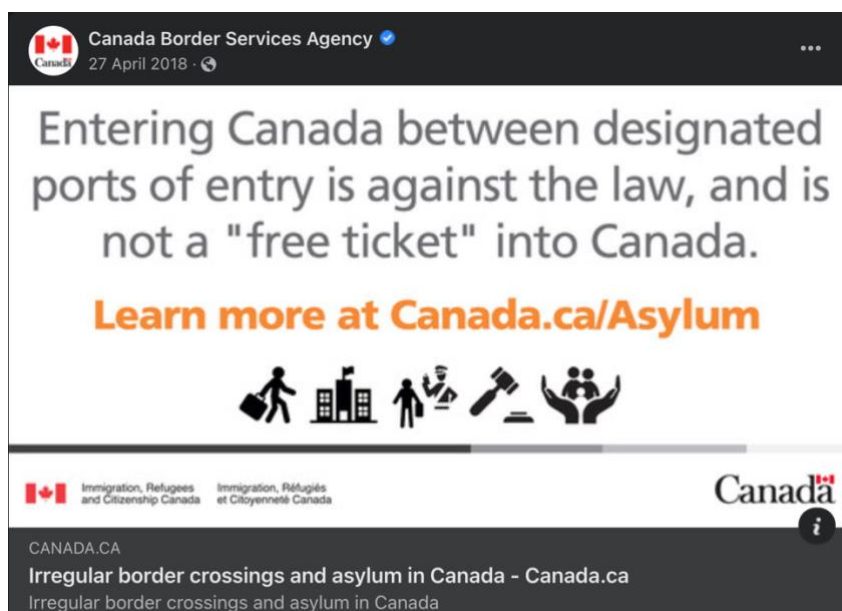 Canada
Canada Border Services Agency
27 April 2018 ·
Entering Canada between designated
ports of entry is against the law, and is
not a "free ticket" into Canada.
Learn more at Canada.ca/Asylum
Immigration, Refugees
and Citizenship Canada
Immigration, Réfugiés
et Citoyenneté Canada
Canada
i
CANADA.CA
Irregular border crossings and asylum in Canada - Canada.ca
Irregular border crossings and asylum in Canada